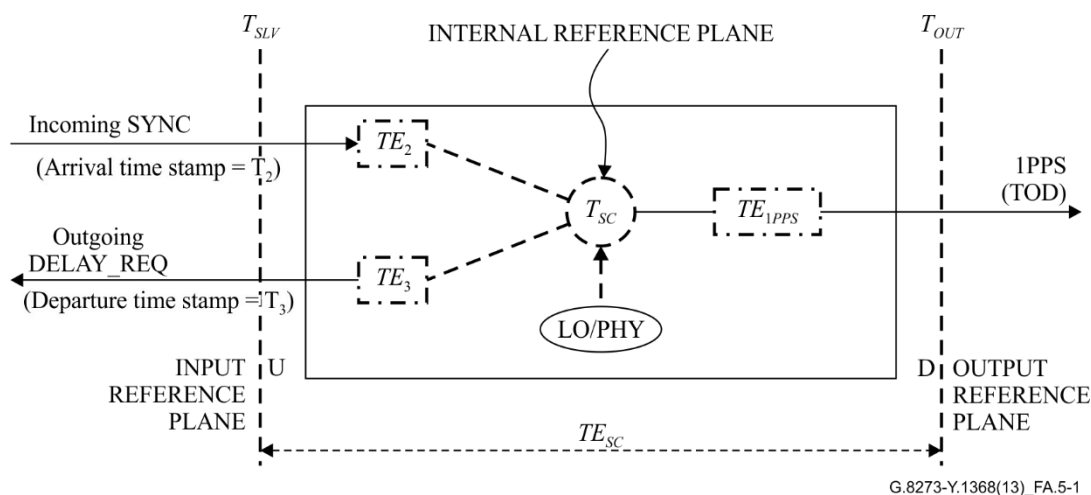 T_SLV
INTERNAL REFERENCE PLANE
T_OUT
Incoming SYNC
(Arrival time stamp = T_2)
TE_2
T_SC
TE_1PPS
1PPS
(TOD)
Outgoing
DELAY_REQ
(Departure time stamp = T_3)
TE_3
LO/PHY
INPUT
REFERENCE
PLANE
U
D
OUTPUT
REFERENCE
PLANE
TE_SC
G.8273-Y.1368(13)_FA.5-1